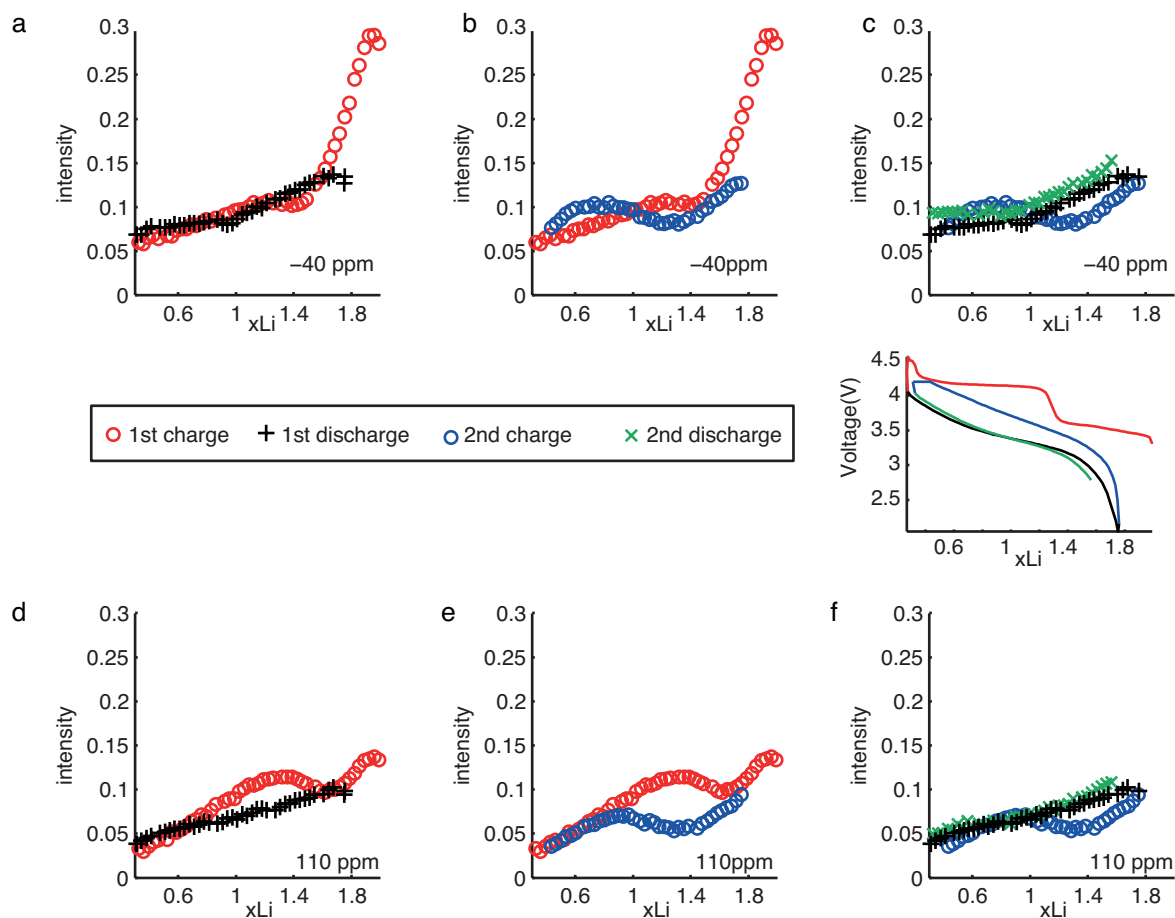 a
0.3
0.25
0.2
0.15
0.1
0.05
0
intensity
0.6 1 1.4 1.8
xLi
−40 ppm
b
0.3
0.25
0.2
0.15
0.1
0.05
0
intensity
0.6 1 1.4 1.8
xLi
−40ppm
c
0.3
0.25
0.2
0.15
0.1
0.05
0
intensity
0.6 1 1.4 1.8
xLi
−40 ppm
1st charge 1st discharge 2nd charge 2nd discharge
4.5
4
3.5
3
2.5
Voltage(V)
0.6 1 1.4 1.8
xLi
d
0.3
0.25
0.2
0.15
0.1
0.05
0
intensity
0.6 1 1.4 1.8
xLi
110 ppm
e
0.3
0.25
0.2
0.15
0.1
0.05
0
intensity
0.6 1 1.4 1.8
xLi
110ppm
f
0.3
0.25
0.2
0.15
0.1
0.05
0
intensity
0.6 1 1.4 1.8
xLi
110 ppm